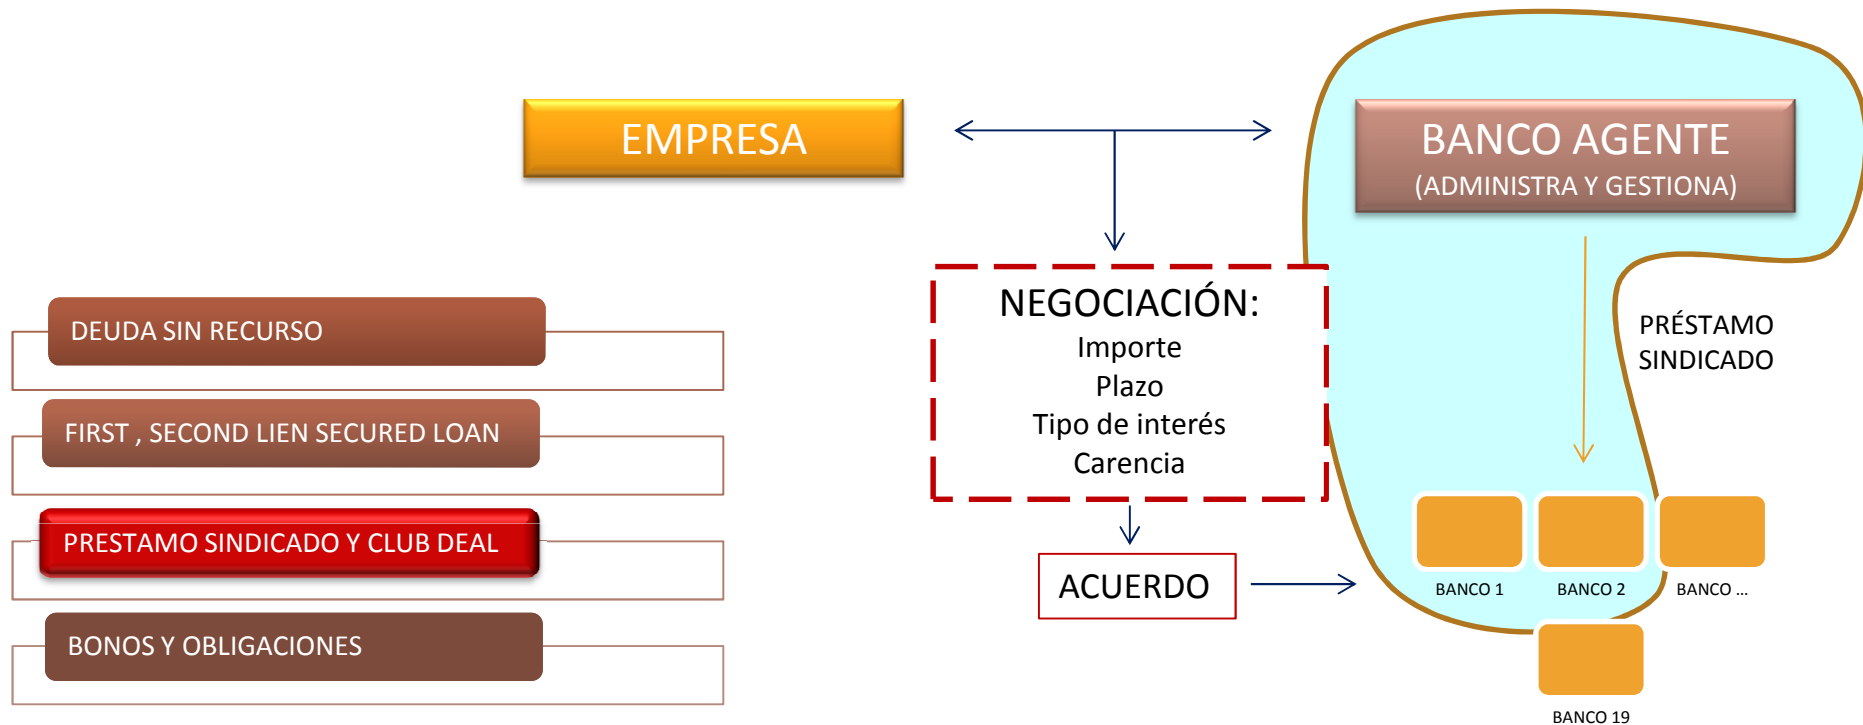 EMPRESA
BANCO AGENTE
(ADMINISTRA Y GESTIONA)
DEUDA SIN RECURSO
FIRST , SECOND LIEN SECURED LOAN
PRESTAMO SINDICADO Y CLUB DEAL
BONOS Y OBLIGACIONES
NEGOCIACIÓN:
Importe
Plazo
Tipo de interés
Carencia
ACUERDO
PRÉSTAMO
SINDICADO
BANCO 1
BANCO 2
BANCO ...
BANCO 19